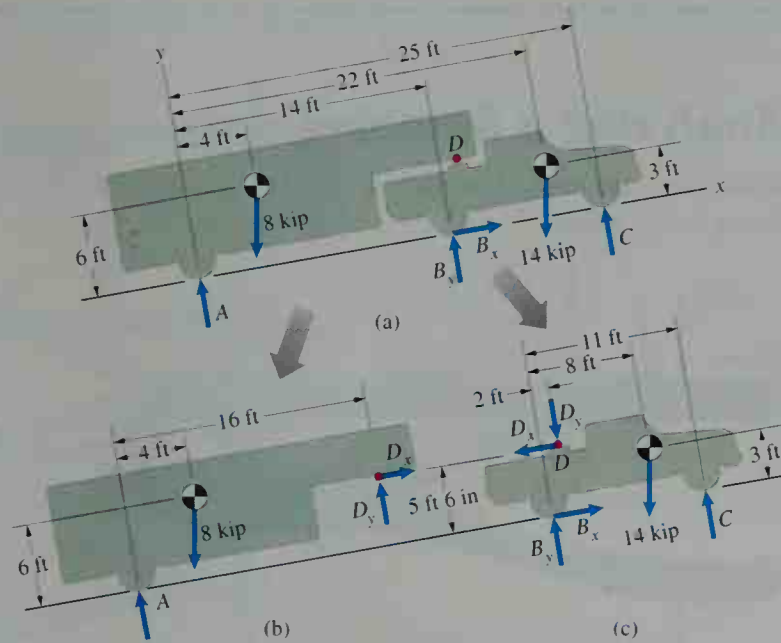 y
25 ft
22 ft
14 ft
4 ft
D
3 ft
x
8 kip
6 ft
B_x
B_y
14 kip
C
A
(a)
11 ft
8 ft
2 ft
16 ft
4 ft
D_x
D_y
D_x
D
D_y
5 ft 6 in
3 ft
8 kip
6 ft
B_x
B_y
14 kip
C
A
(b)
(c)